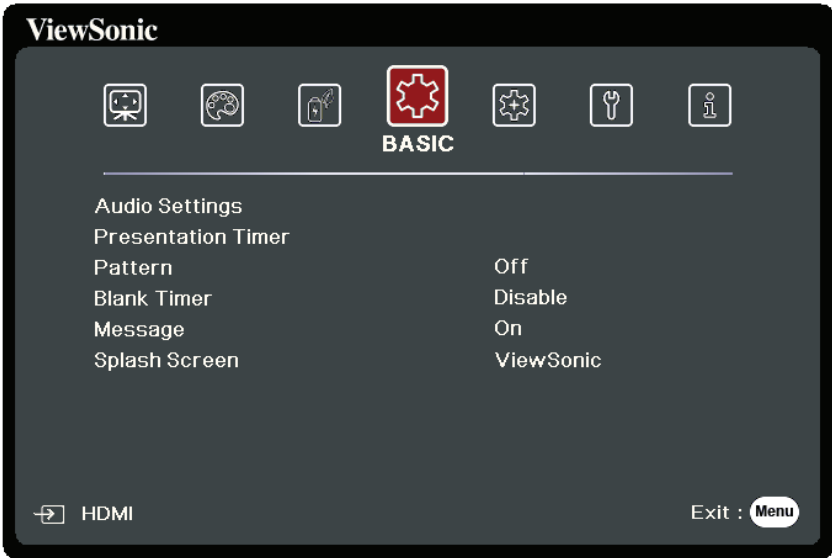 ViewSonic
BASIC
Audio Settings
Presentation Timer
Pattern Off
Blank Timer Disable
Message On
Splash Screen ViewSonic
HDMI Exit : Menu